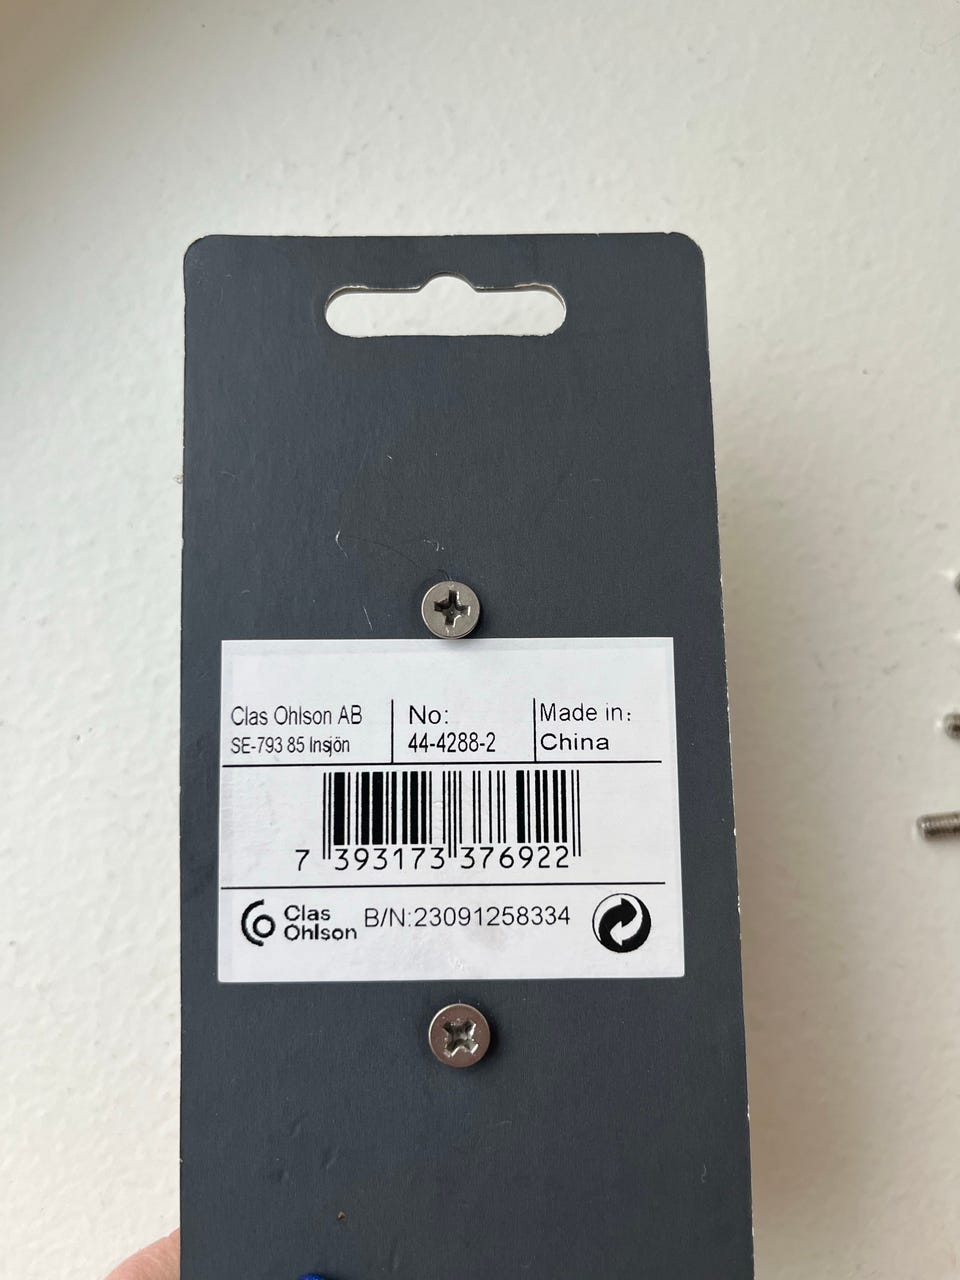 Clas Ohlson AB
SE-793 85 Insjön
No:
44-4288-2
Made in:
China
7 393173 376922
Clas
Ohlson
B/N:23091258334